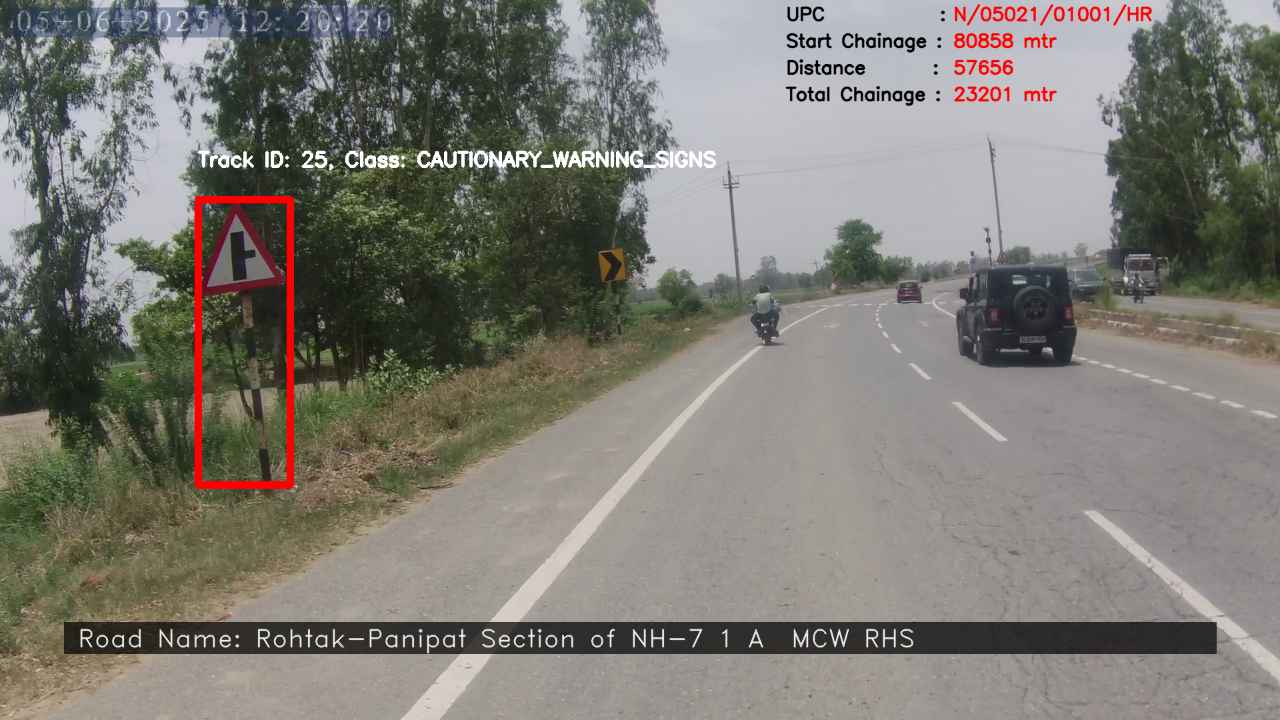 05-06-2025 12:20:20
UPC : N/05021/01001/HR
Start Chainage : 80858 mtr
Distance : 57656
Total Chainage : 23201 mtr
Track ID: 25, Class: CAUTIONARY_WARNING_SIGNS
Road Name: Rohtak-Panipat Section of NH-7 1 A MCW RHS